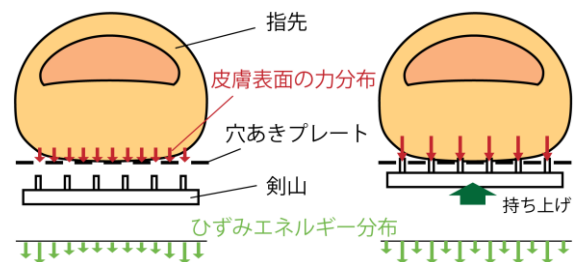 指先
皮膚表面の力分布
穴あきプレート
剣山
持ち上げ
ひずみエネルギー分布